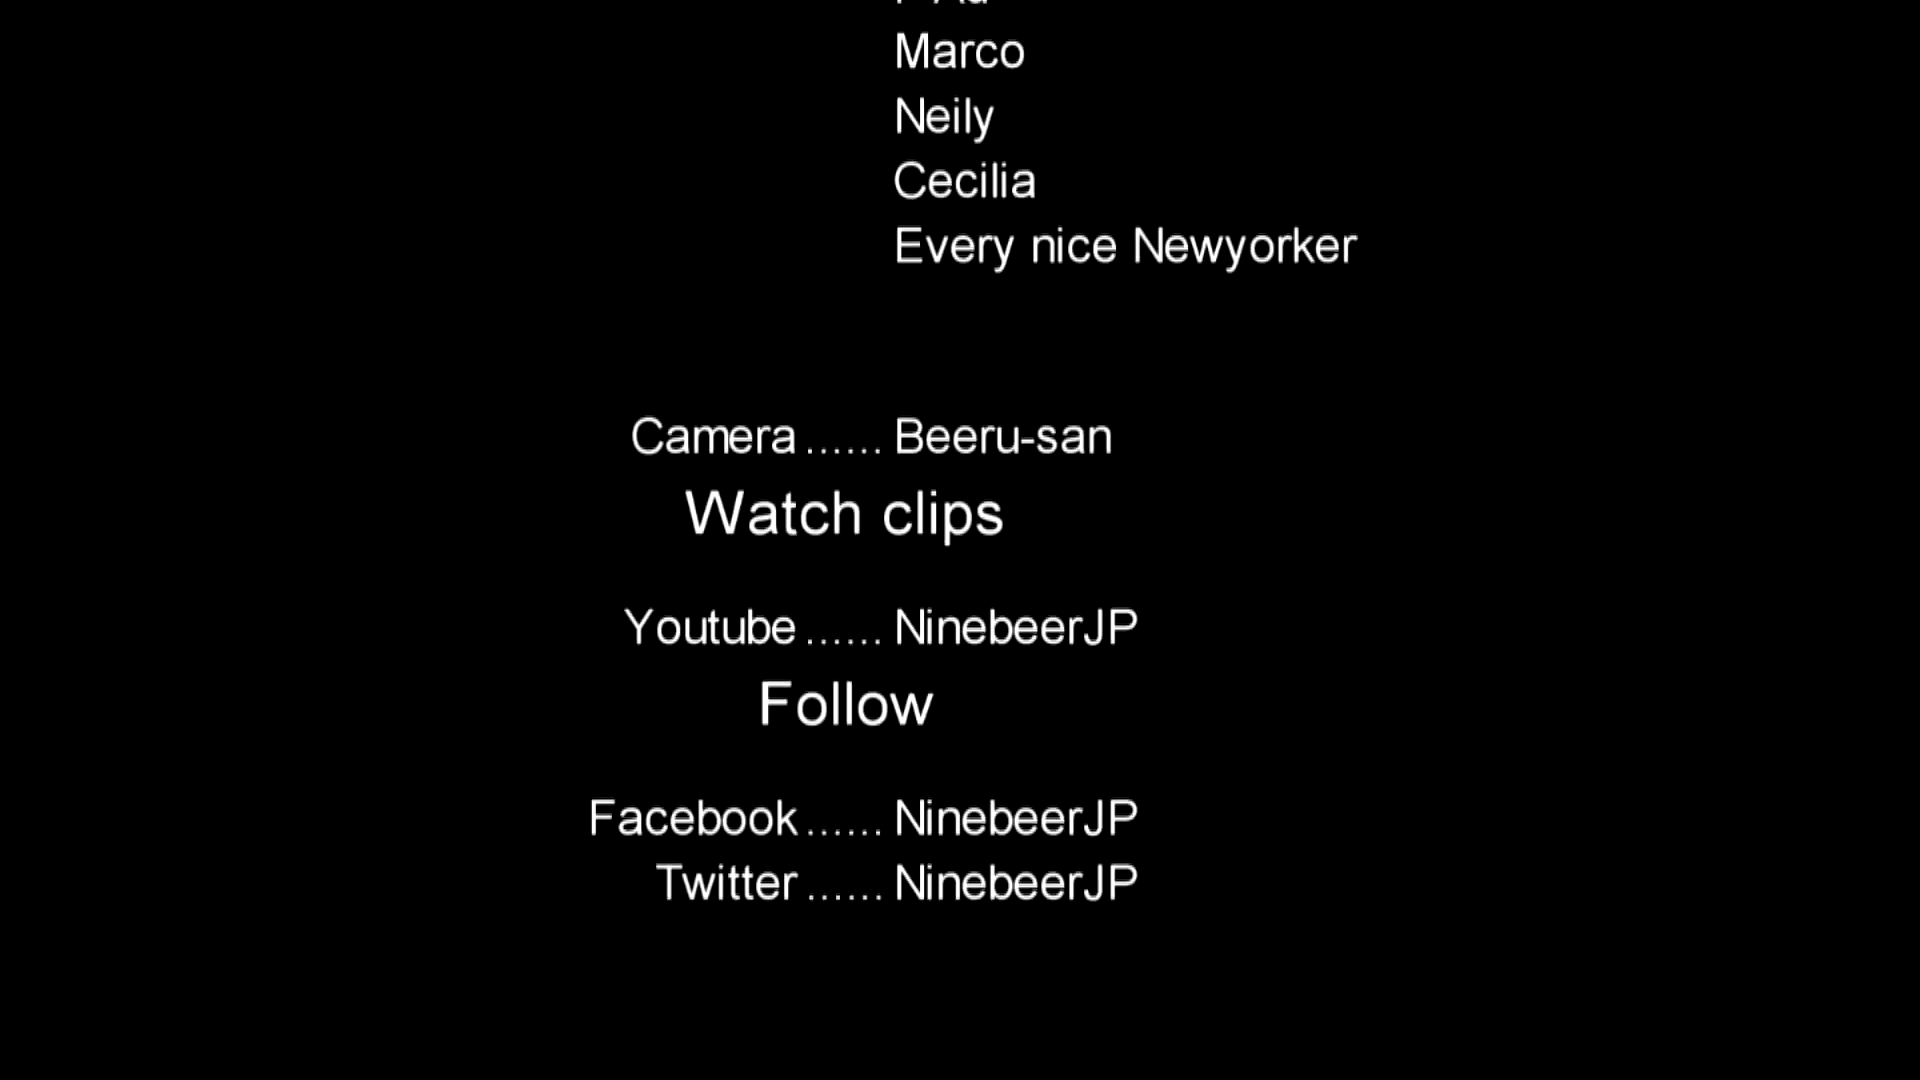 Marco
Neily
Cecilia
Every nice Newyorker
Camera ...... Beeru-san
Watch clips
Youtube ...... NinebeerJP
Follow
Facebook ...... NinebeerJP
Twitter ...... NinebeerJP